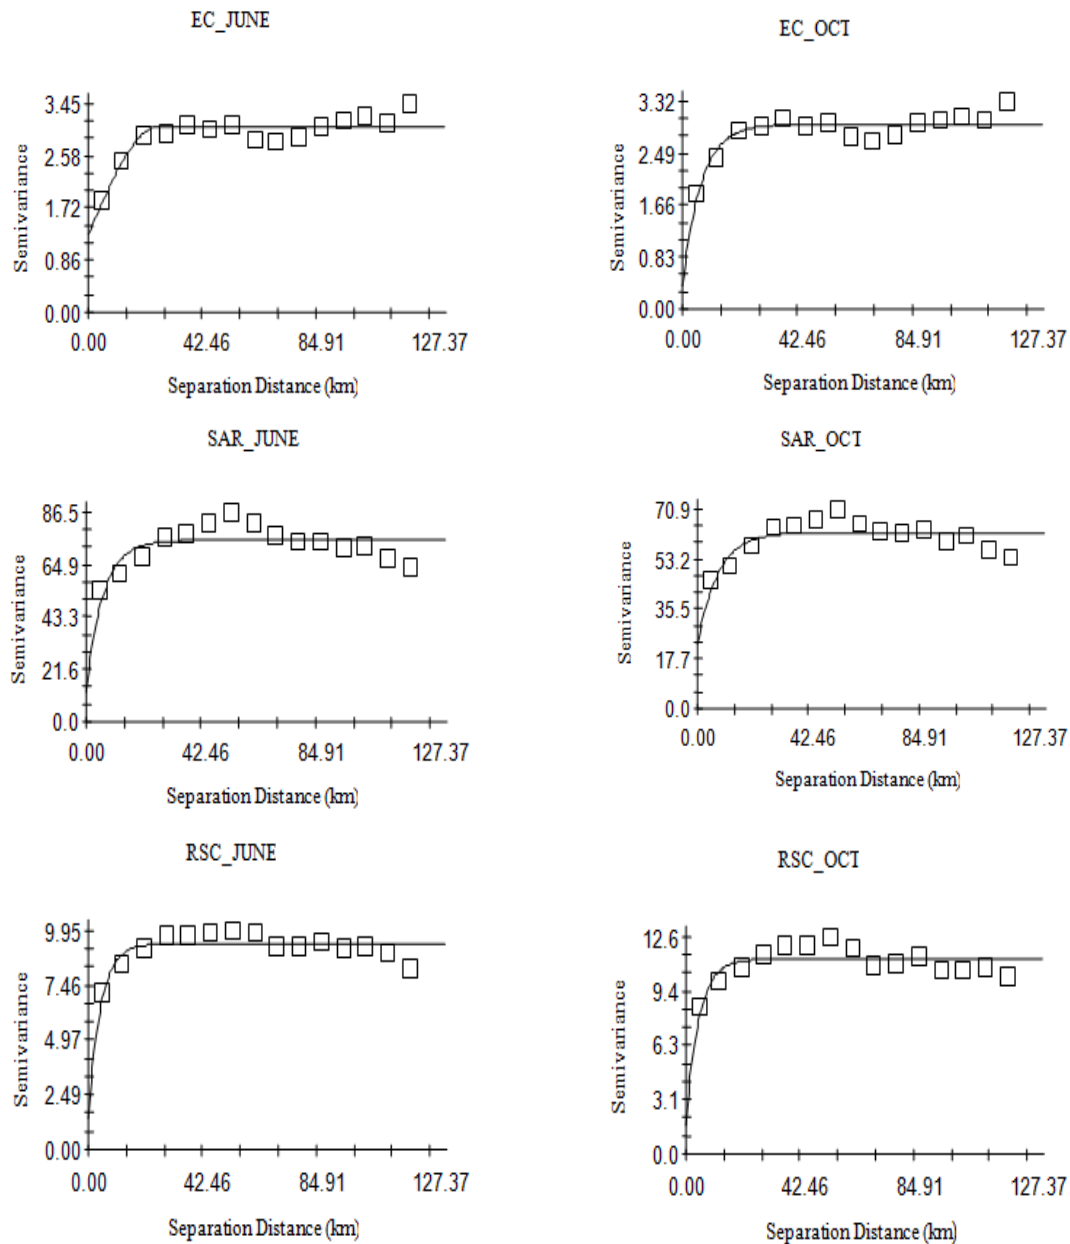 EC_JUNE
3.45
2.58
1.72
0.86
0.00
Semivariance
0.00 42.46 84.91 127.37
Separation Distance (km)
EC_OCT
3.32
2.49
1.66
0.83
0.00
Semivariance
0.00 42.46 84.91 127.37
Separation Distance (km)
SAR_JUNE
86.5
64.9
43.3
21.6
0.0
Semivariance
0.00 42.46 84.91 127.37
Separation Distance (km)
SAR_OCT
70.9
53.2
35.5
17.7
0.0
Semivariance
0.00 42.46 84.91 127.37
Separation Distance (km)
RSC_JUNE
9.95
7.46
4.97
2.49
0.00
Semivariance
0.00 42.46 84.91 127.37
Separation Distance (km)
RSC_OCT
12.6
9.4
6.3
3.1
0.0
Semivariance
0.00 42.46 84.91 127.37
Separation Distance (km)